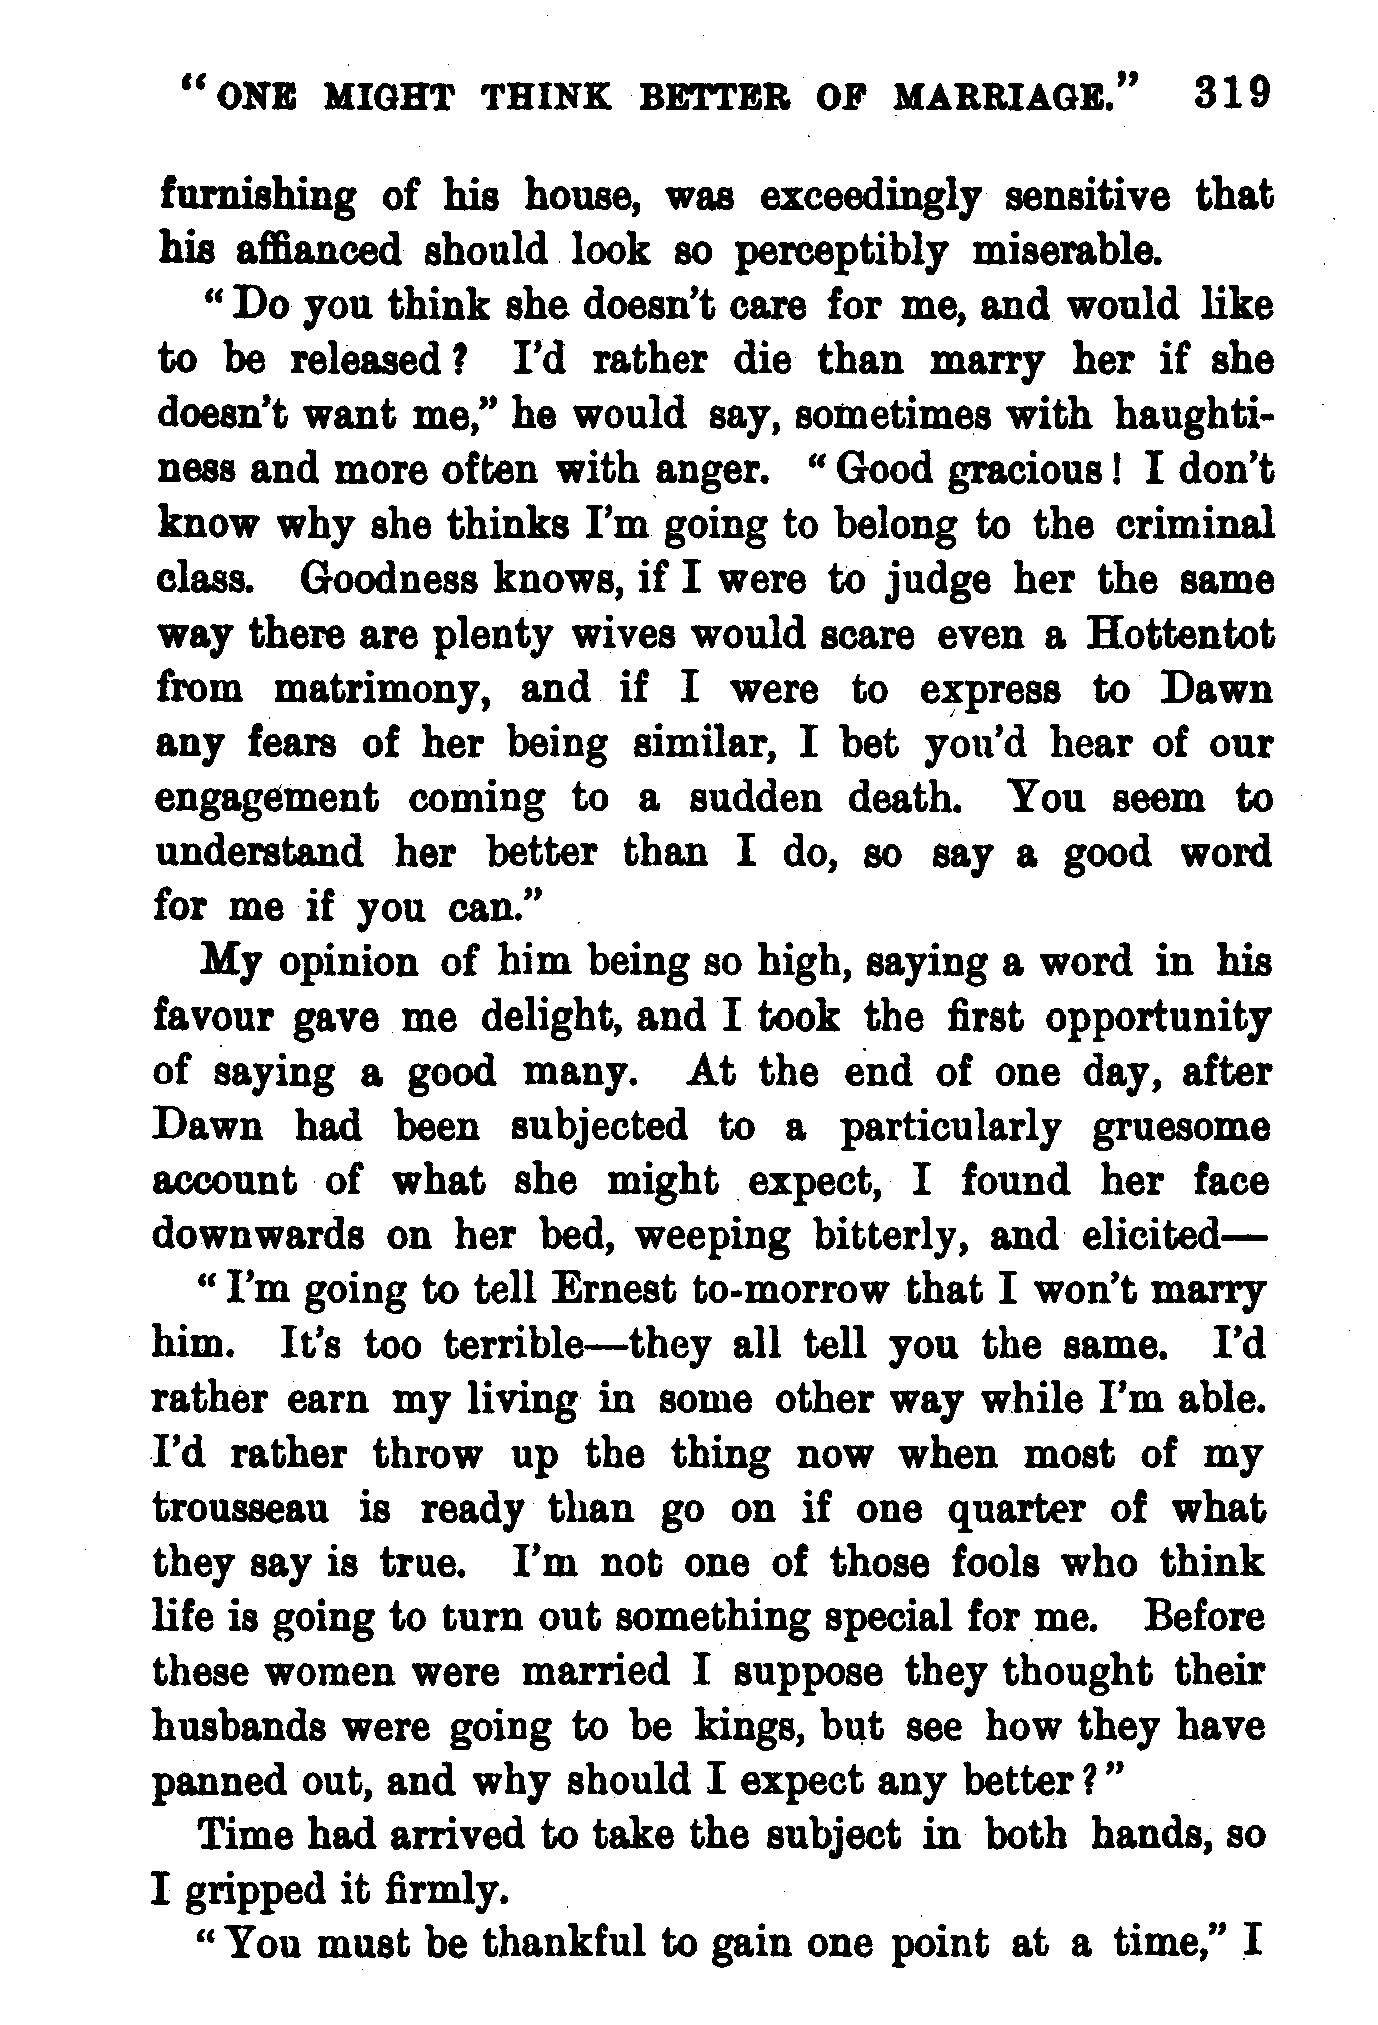 "ONE MIGHT THINK BETTER OF MARRIAGE." 319
furnishing of his house, was exceedingly sensitive that
his affianced should look so perceptibly miserable.
"Do you think she doesn't care for me, and would like
to be released? I'd rather die than marry her if she
doesn't want me," he would say, sometimes with haughti-
ness and more often with anger. "Good gracious! I don't
know why she thinks I'm going to belong to the criminal
class. Goodness knows, if I were to judge her the same
way there are plenty wives would scare even a Hottentot
from matrimony, and if I were to express to Dawn
any fears of her being similar, I bet you'd hear of our
engagement coming to a sudden death. You seem to
understand her better than I do, so say a good word
for me if you can."
My opinion of him being so high, saying a word in his
favour gave me delight, and I took the first opportunity
of saying a good many. At the end of one day, after
Dawn had been subjected to a particularly gruesome
account of what she might expect, I found her face
downwards on her bed, weeping bitterly, and elicited—
"I'm going to tell Ernest to-morrow that I won't marry
him. It's too terrible—they all tell you the same. I'd
rather earn my living in some other way while I'm able.
I'd rather throw up the thing now when most of my
trousseau is ready than go on if one quarter of what
they say is true. I'm not one of those fools who think
life is going to turn out something special for me. Before
these women were married I suppose they thought their
husbands were going to be kings, but see how they have
panned out, and why should I expect any better?"
Time had arrived to take the subject in both hands, so
I gripped it firmly.
"You must be thankful to gain one point at a time," I